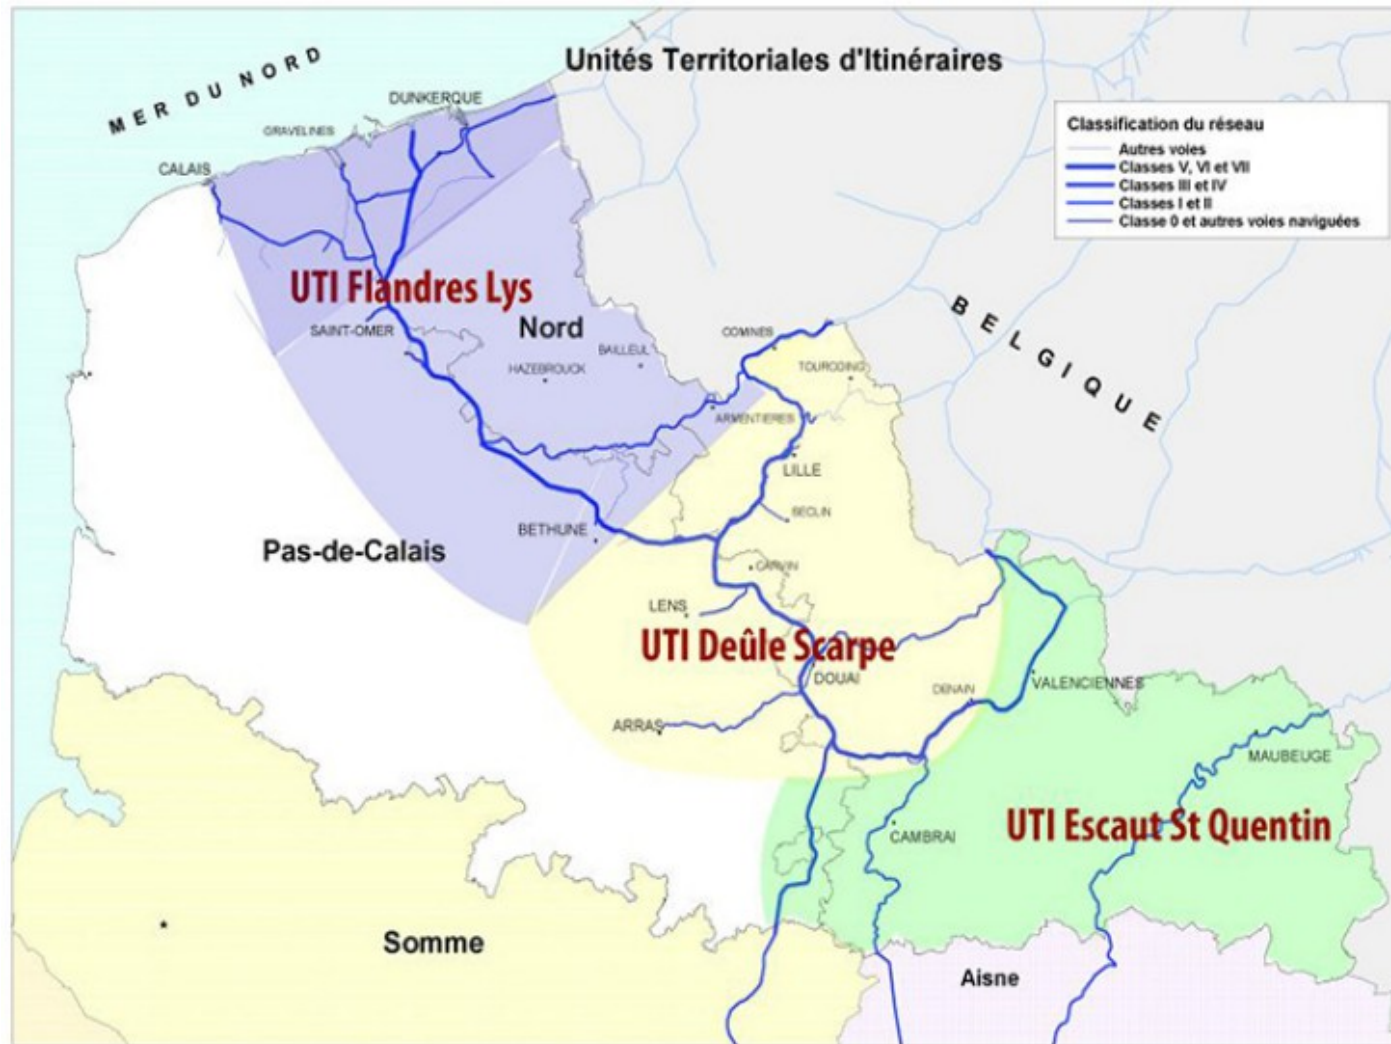 Unités Territoriales d'Itinéraires
MER DU NORD
DUNKERQUE
GRAVELINES
CALAIS
Classification du réseau
Autres voies
Classes V, VI et VII
Classes III et IV
Classes I et II
Classe 0 et autres voies naviguées
UTI Flandres Lys
BELGIQUE
SAINT-OMER
Nord
COMINES
BAILLEUL
HAZEBROUCK
TOURCOING
ARMENTIERES
LILLE
SECLIN
BETHUNE
Pas-de-Calais
CARVIN
LENS
UTI Deûle Scarpe
DOUAI
DENAIN
VALENCIENNES
ARRAS
MAUBEUGE
UTI Escaut St Quentin
CAMBRAI
Somme
Aisne